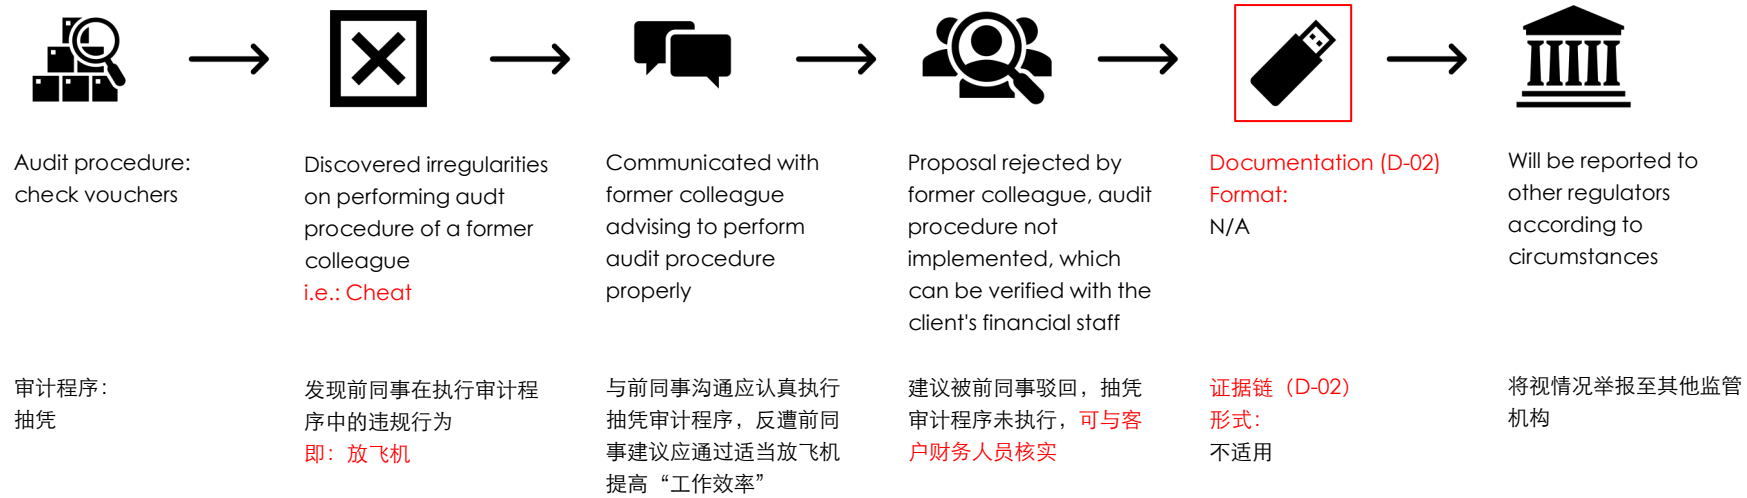 Audit procedure:
check vouchers
Discovered irregularities
on performing audt
procedure of a former
colleague
i.e.: Cheat
Communicated with
former colleague
advising to perform
audit procedure
properly
Proposal rejected by
former colleague, audit
procedure not
implemented, which
can be verified with the
client's financial staff
Documentation (D-02)
Format:
N/A
Will be reported to
other regulators
according to
circumstances
审计程序：
抽凭
发现前同事在执行审计程
序中的违规行为
即：放飞机
与前同事沟通应认真执行
抽凭审计程序，反遭前同
事建议应通过适当放飞机
提高“工作效率”
建议被前同事驳回，抽凭
审计程序未执行，可与客
户财务人员核实
证据链（D-02）
形式：
不适用
将视情况举报至其他监管
机构